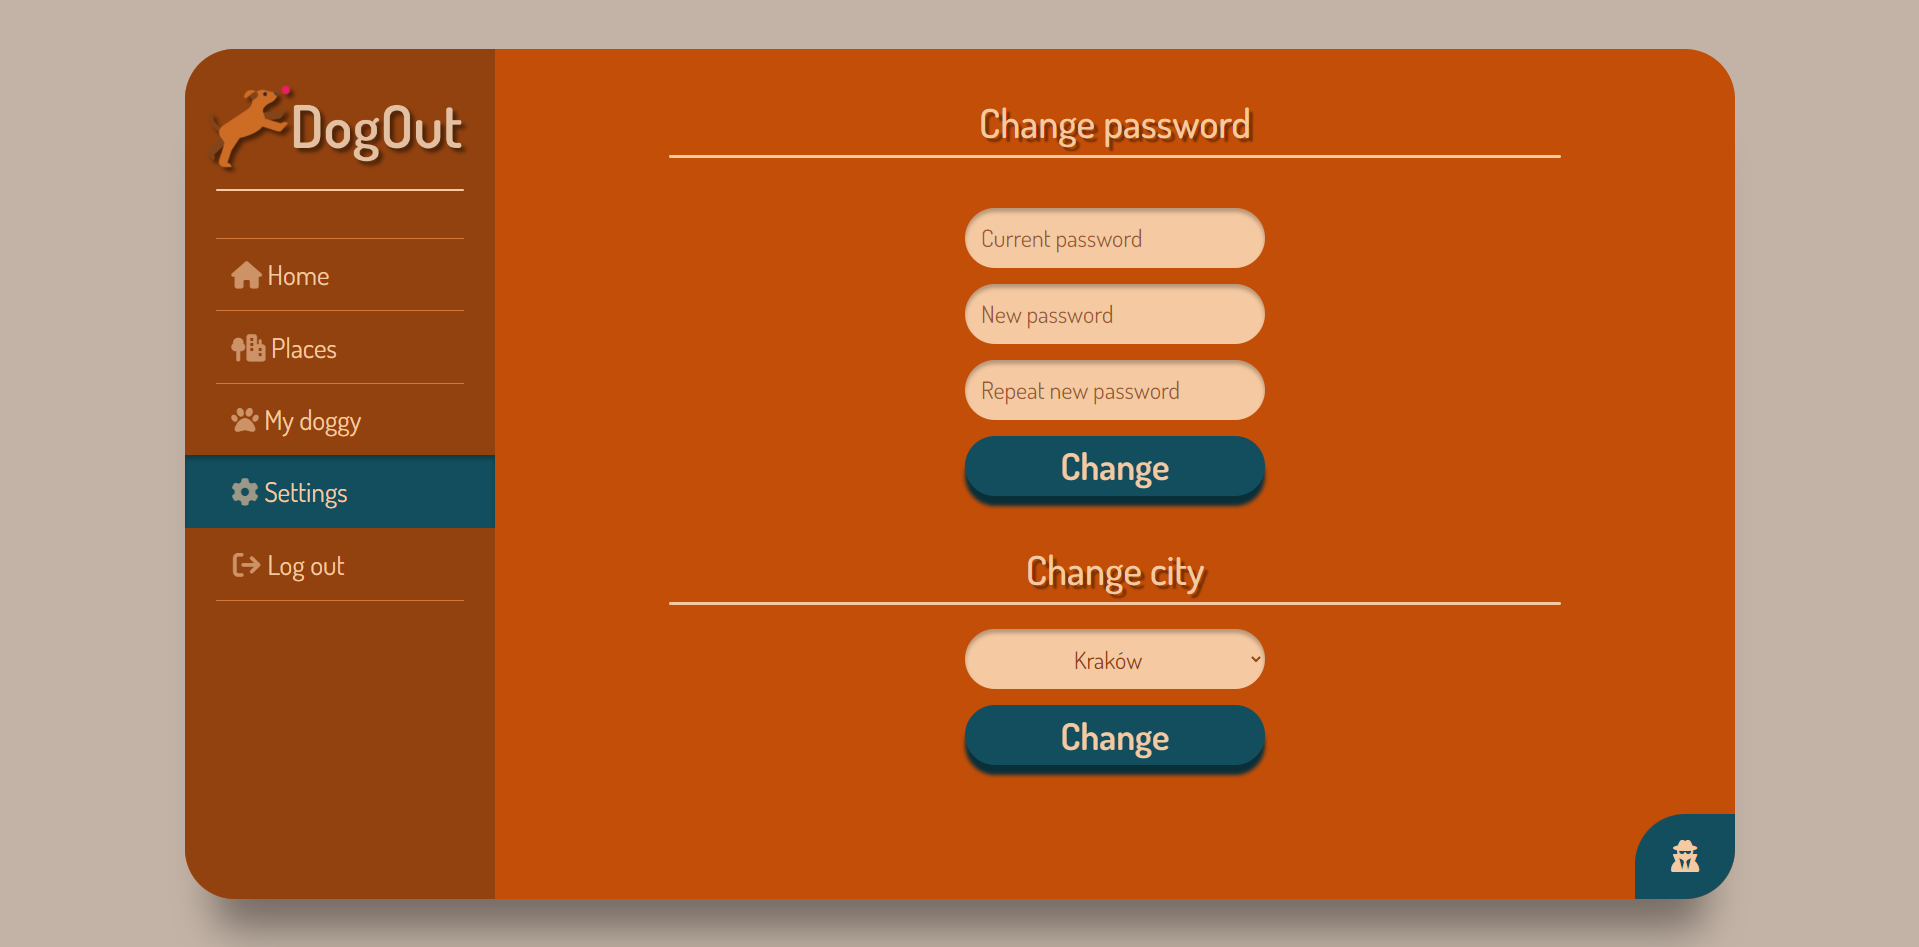 DogOut
Home
Places
My doggy
Settings
Log out
Change password
Current password
New password
Repeat new password
Change
Change city
Kraków
Change